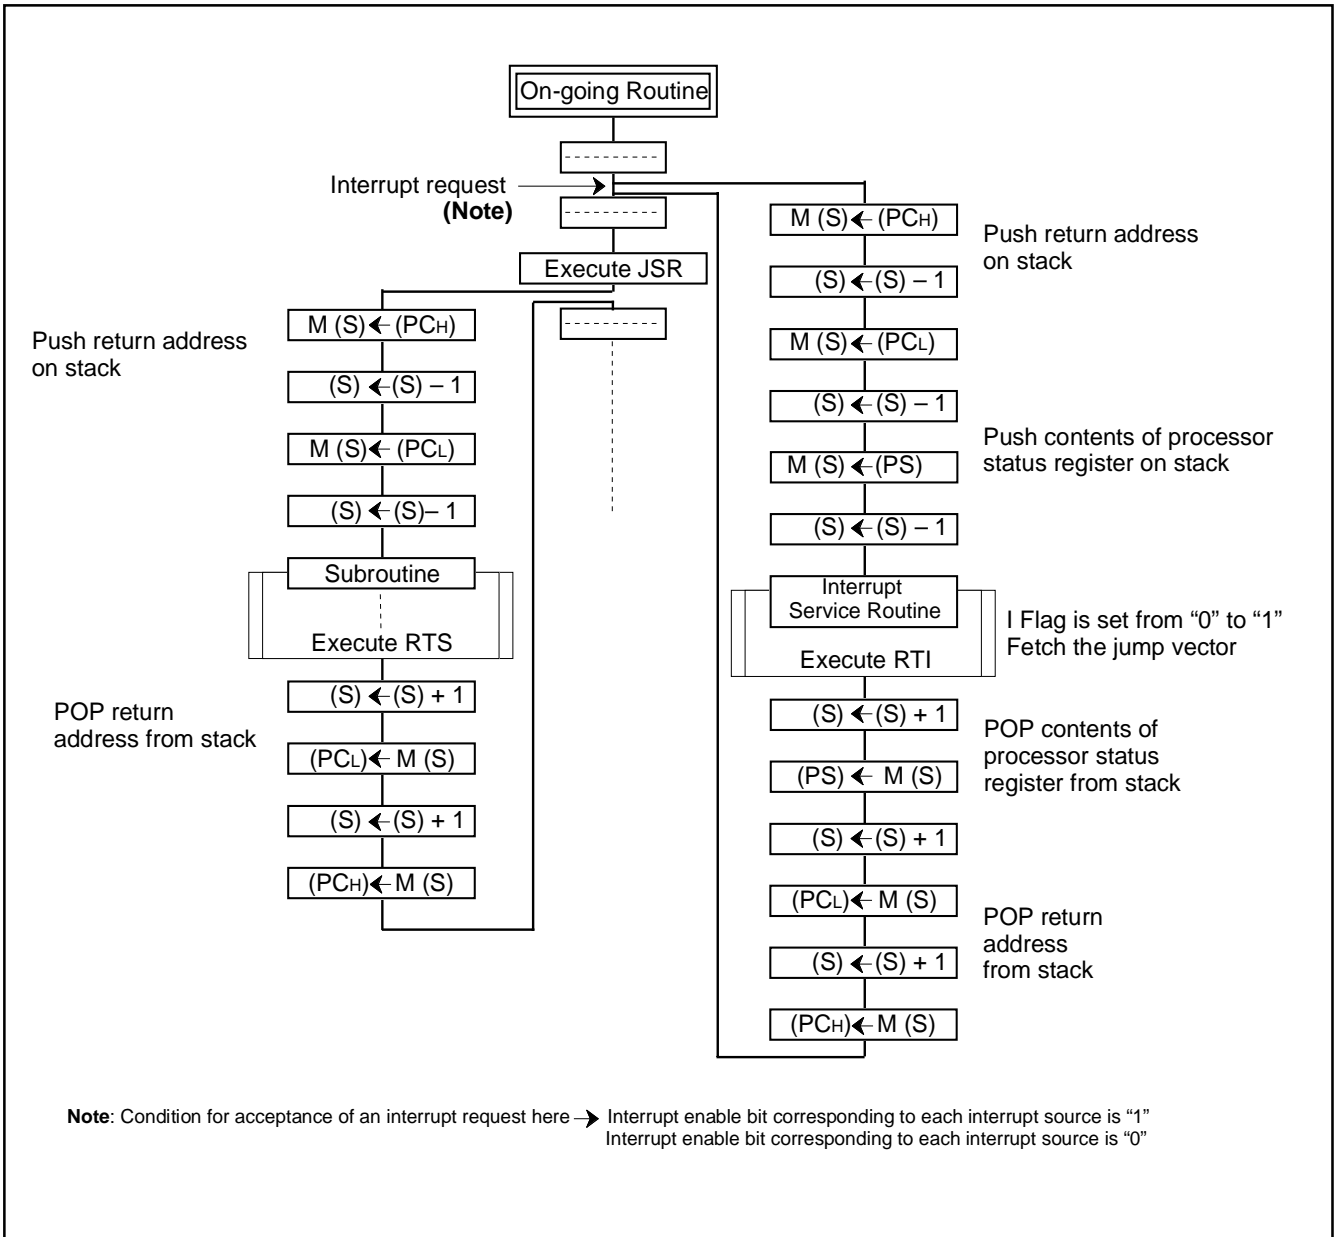 On-going Routine
Interrupt request
(Note)
Execute JSR
Push return address
on stack
M (S) ← (PCH)
(S) ← (S) – 1
M (S) ← (PCL)
(S) ← (S)– 1
Subroutine
Execute RTS
POP return
address from stack
(S) ← (S) + 1
(PCL) ← M (S)
(S) ← (S) + 1
(PCH) ← M (S)
M (S) ← (PCH)
(S) ← (S) – 1
M (S) ← (PCL)
(S) ← (S) – 1
M (S) ← (PS)
(S) ← (S) – 1
Push return address
on stack
Push contents of processor
status register on stack
Interrupt
Service Routine
Execute RTI
I Flag is set from “0” to “1”
Fetch the jump vector
(S) ← (S) + 1
(PS) ← M (S)
(S) ← (S) + 1
(PCL) ← M (S)
(S) ← (S) + 1
(PCH) ← M (S)
POP contents of
processor status
register from stack
POP return
address
from stack
Note: Condition for acceptance of an interrupt request here → Interrupt enable bit corresponding to each interrupt source is “1”
Interrupt enable bit corresponding to each interrupt source is “0”